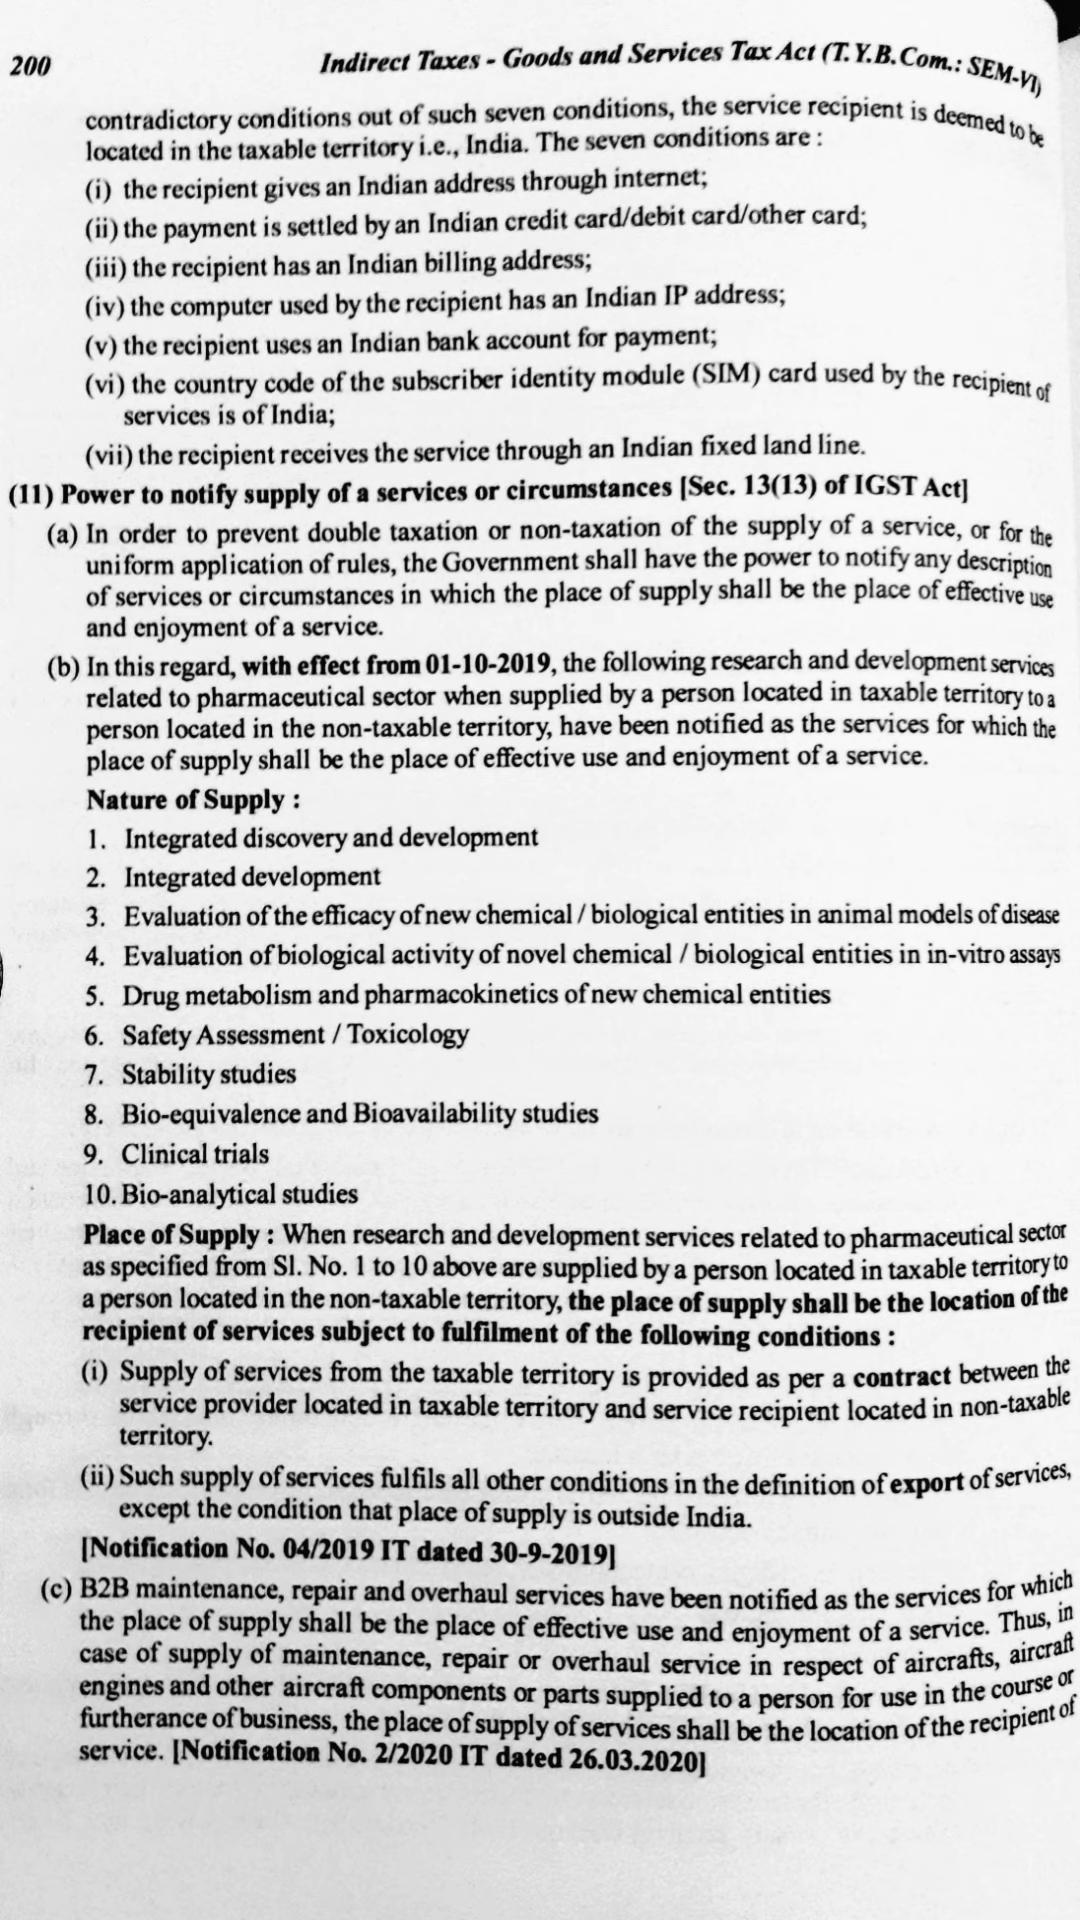 200
Indirect Taxes - Goods and Services Tax Act (T.Y.B.Com.: SEM-VI)
contradictory conditions out of such seven conditions, the service recipient is deemed to be
located in the taxable territory i.e., India. The seven conditions are :
(i) the recipient gives an Indian address through internet;
(ii) the payment is settled by an Indian credit card/debit card/other card;
(iii) the recipient has an Indian billing address;
(iv) the computer used by the recipient has an Indian IP address;
(v) the recipient uses an Indian bank account for payment;
(vi) the country code of the subscriber identity module (SIM) card used by the recipient of
services is of India;
(vii) the recipient receives the service through an Indian fixed land line.
(11) Power to notify supply of a services or circumstances [Sec. 13(13) of IGST Act]
(a) In order to prevent double taxation or non-taxation of the supply of a service, or for the
uniform application of rules, the Government shall have the power to notify any description
of services or circumstances in which the place of supply shall be the place of effective use
and enjoyment of a service.
(b) In this regard, with effect from 01-10-2019, the following research and development services
related to pharmaceutical sector when supplied by a person located in taxable territory to a
person located in the non-taxable territory, have been notified as the services for which the
place of supply shall be the place of effective use and enjoyment of a service.
Nature of Supply :
1. Integrated discovery and development
2. Integrated development
3. Evaluation of the efficacy of new chemical / biological entities in animal models of disease
4. Evaluation of biological activity of novel chemical / biological entities in in-vitro assays
5. Drug metabolism and pharmacokinetics of new chemical entities
6. Safety Assessment / Toxicology
7. Stability studies
8. Bio-equivalence and Bioavailability studies
9. Clinical trials
10. Bio-analytical studies
Place of Supply : When research and development services related to pharmaceutical sector
as specified from Sl. No. 1 to 10 above are supplied by a person located in taxable territory to
a person located in the non-taxable territory, the place of supply shall be the location of the
recipient of services subject to fulfilment of the following conditions :
(i) Supply of services from the taxable territory is provided as per a contract between the
service provider located in taxable territory and service recipient located in non-taxable
territory.
(ii) Such supply of services fulfils all other conditions in the definition of export of services,
except the condition that place of supply is outside India.
[Notification No. 04/2019 IT dated 30-9-2019]
(c) B2B maintenance, repair and overhaul services have been notified as the services for which
the place of supply shall be the place of effective use and enjoyment of a service. Thus, in
case of supply of maintenance, repair or overhaul service in respect of aircrafts, aircraft
engines and other aircraft components or parts supplied to a person for use in the course or
furtherance of business, the place of supply of services shall be the location of the recipient of
service. [Notification No. 2/2020 IT dated 26.03.2020]